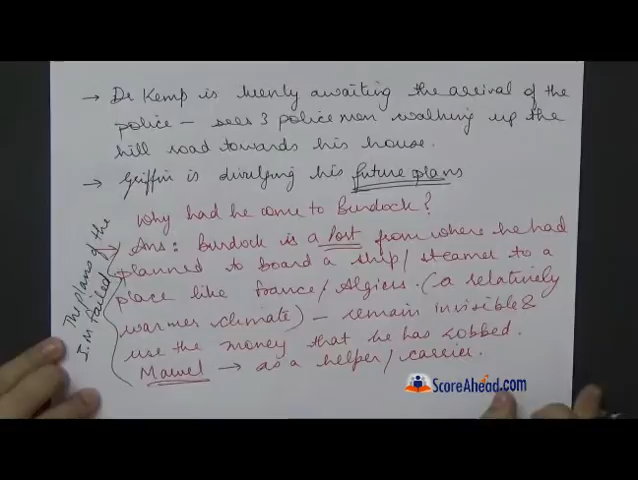 → Dr Kemp is keenly awaiting the arrival of the
police - sees 3 police men walking up the
hill road towards his house.
→ Griffin is divulging his future plans
Why had he come to Burdock?
Ans: Burdock is a Port from where he had
planned to board a ship/ steamer to a
place like France/ Algiers. (a relatively
warmer climate) - remain invisible &
use the money that he has robbed.
Marvel → as a helper/ carrier.
The plans of the
I.M failed
ScoreAhead.com